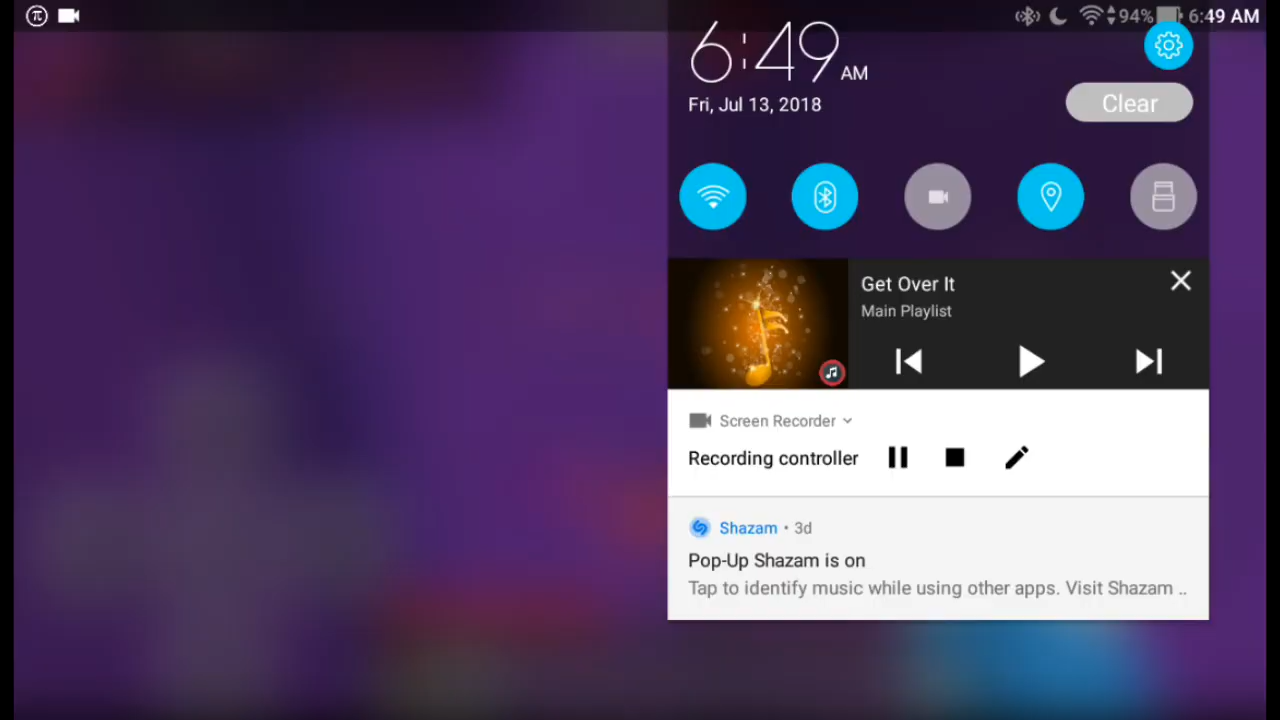 94% 6:49 AM
6:49 AM
Fri, Jul 13, 2018
Clear
Get Over It
Main Playlist
Screen Recorder
Recording controller
Shazam • 3d
Pop-Up Shazam is on
Tap to identify music while using other apps. Visit Shazam ..